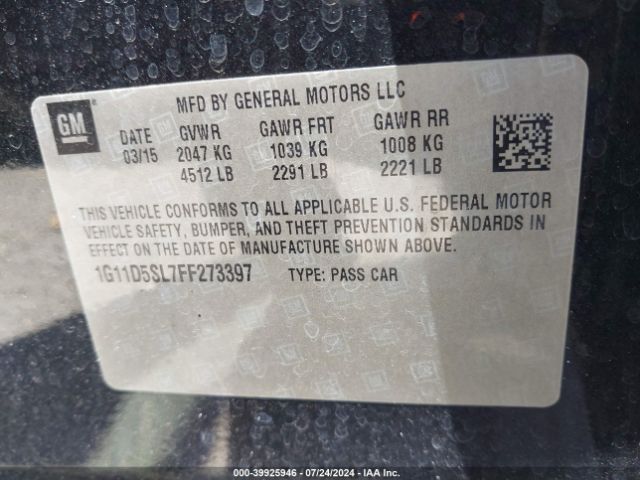 GM
MFD BY GENERAL MOTORS LLC
DATE GVWR GAWR FRT GAWR RR
03/15 2047 KG 1039 KG 1008 KG
4512 LB 2291 LB 2221 LB
THIS VEHICLE CONFORMS TO ALL APPLICABLE U.S. FEDERAL MOTOR
VEHICLE SAFETY, BUMPER, AND THEFT PREVENTION STANDARDS IN
EFFECT ON THE DATE OF MANUFACTURE SHOWN ABOVE.
1G11D5SL7FF273397 TYPE: PASS CAR
000-39925946 - 07/24/2024 - IAA Inc.